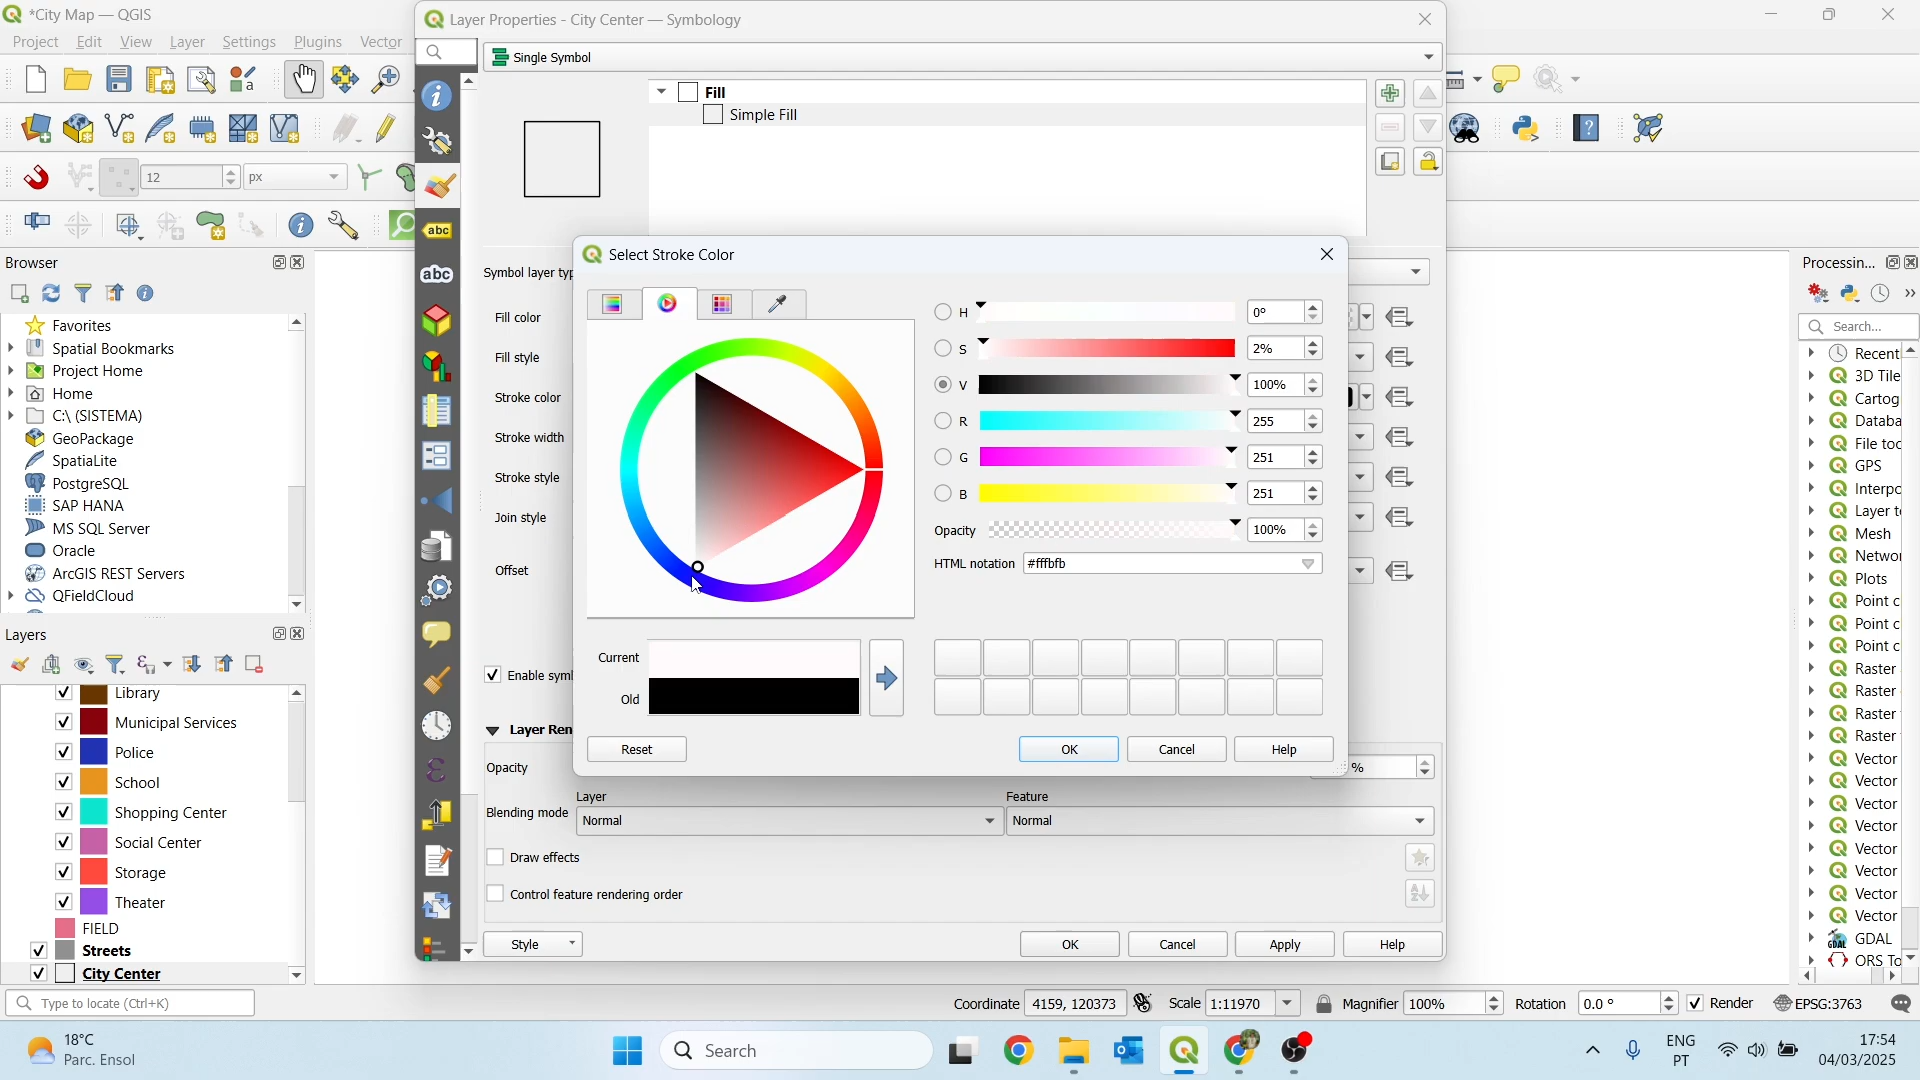 *City Map — QGIS
Project Edit View Layer Settings Plugins Vector
12 px
Browser
Favorites
Spatial Bookmarks
Project Home
Home
C:\ (SISTEMA)
GeoPackage
SpatiaLite
PostgreSQL
SAP HANA
MS SQL Server
Oracle
ArcGIS REST Servers
QFieldCloud
Layers
Library
Municipal Services
Police
School
Shopping Center
Social Center
Storage
Theater
FIELD
Streets
City Center
Type to locate (Ctrl+K)
Layer Properties - City Center — Symbology
Single Symbol
Fill
Simple Fill
abc
abc
Symbol layer typ
Fill color
Fill style
Stroke color
Stroke width
Stroke style
Join style
Offset
Enable syml
Layer Ren
Opacity %
Layer Feature
Blending mode Normal Normal
Draw effects
Control feature rendering order
Style OK Cancel Apply Help
Select Stroke Color
H 0°
S 2%
V 100%
R 255
G 251
B 251
Opacity 100%
HTML notation #fffbfb
Current
Old
Reset OK Cancel Help
Processin...
Search...
Recent
3D Tile
Cartog
Databa
File too
GPS
Interpo
Layer to
Mesh
Netwo
Plots
Point c
Point c
Point c
Raster
Raster
Raster
Raster
Vector
Vector
Vector
Vector
Vector
Vector
Vector
Vector
GDAL
ORS To
Coordinate 4159, 120373 Scale 1:11970 Magnifier 100% Rotation 0.0 ° Render EPSG:3763
18°C
Parc. Ensol
Search
ENG
PT
17:54
04/03/2025